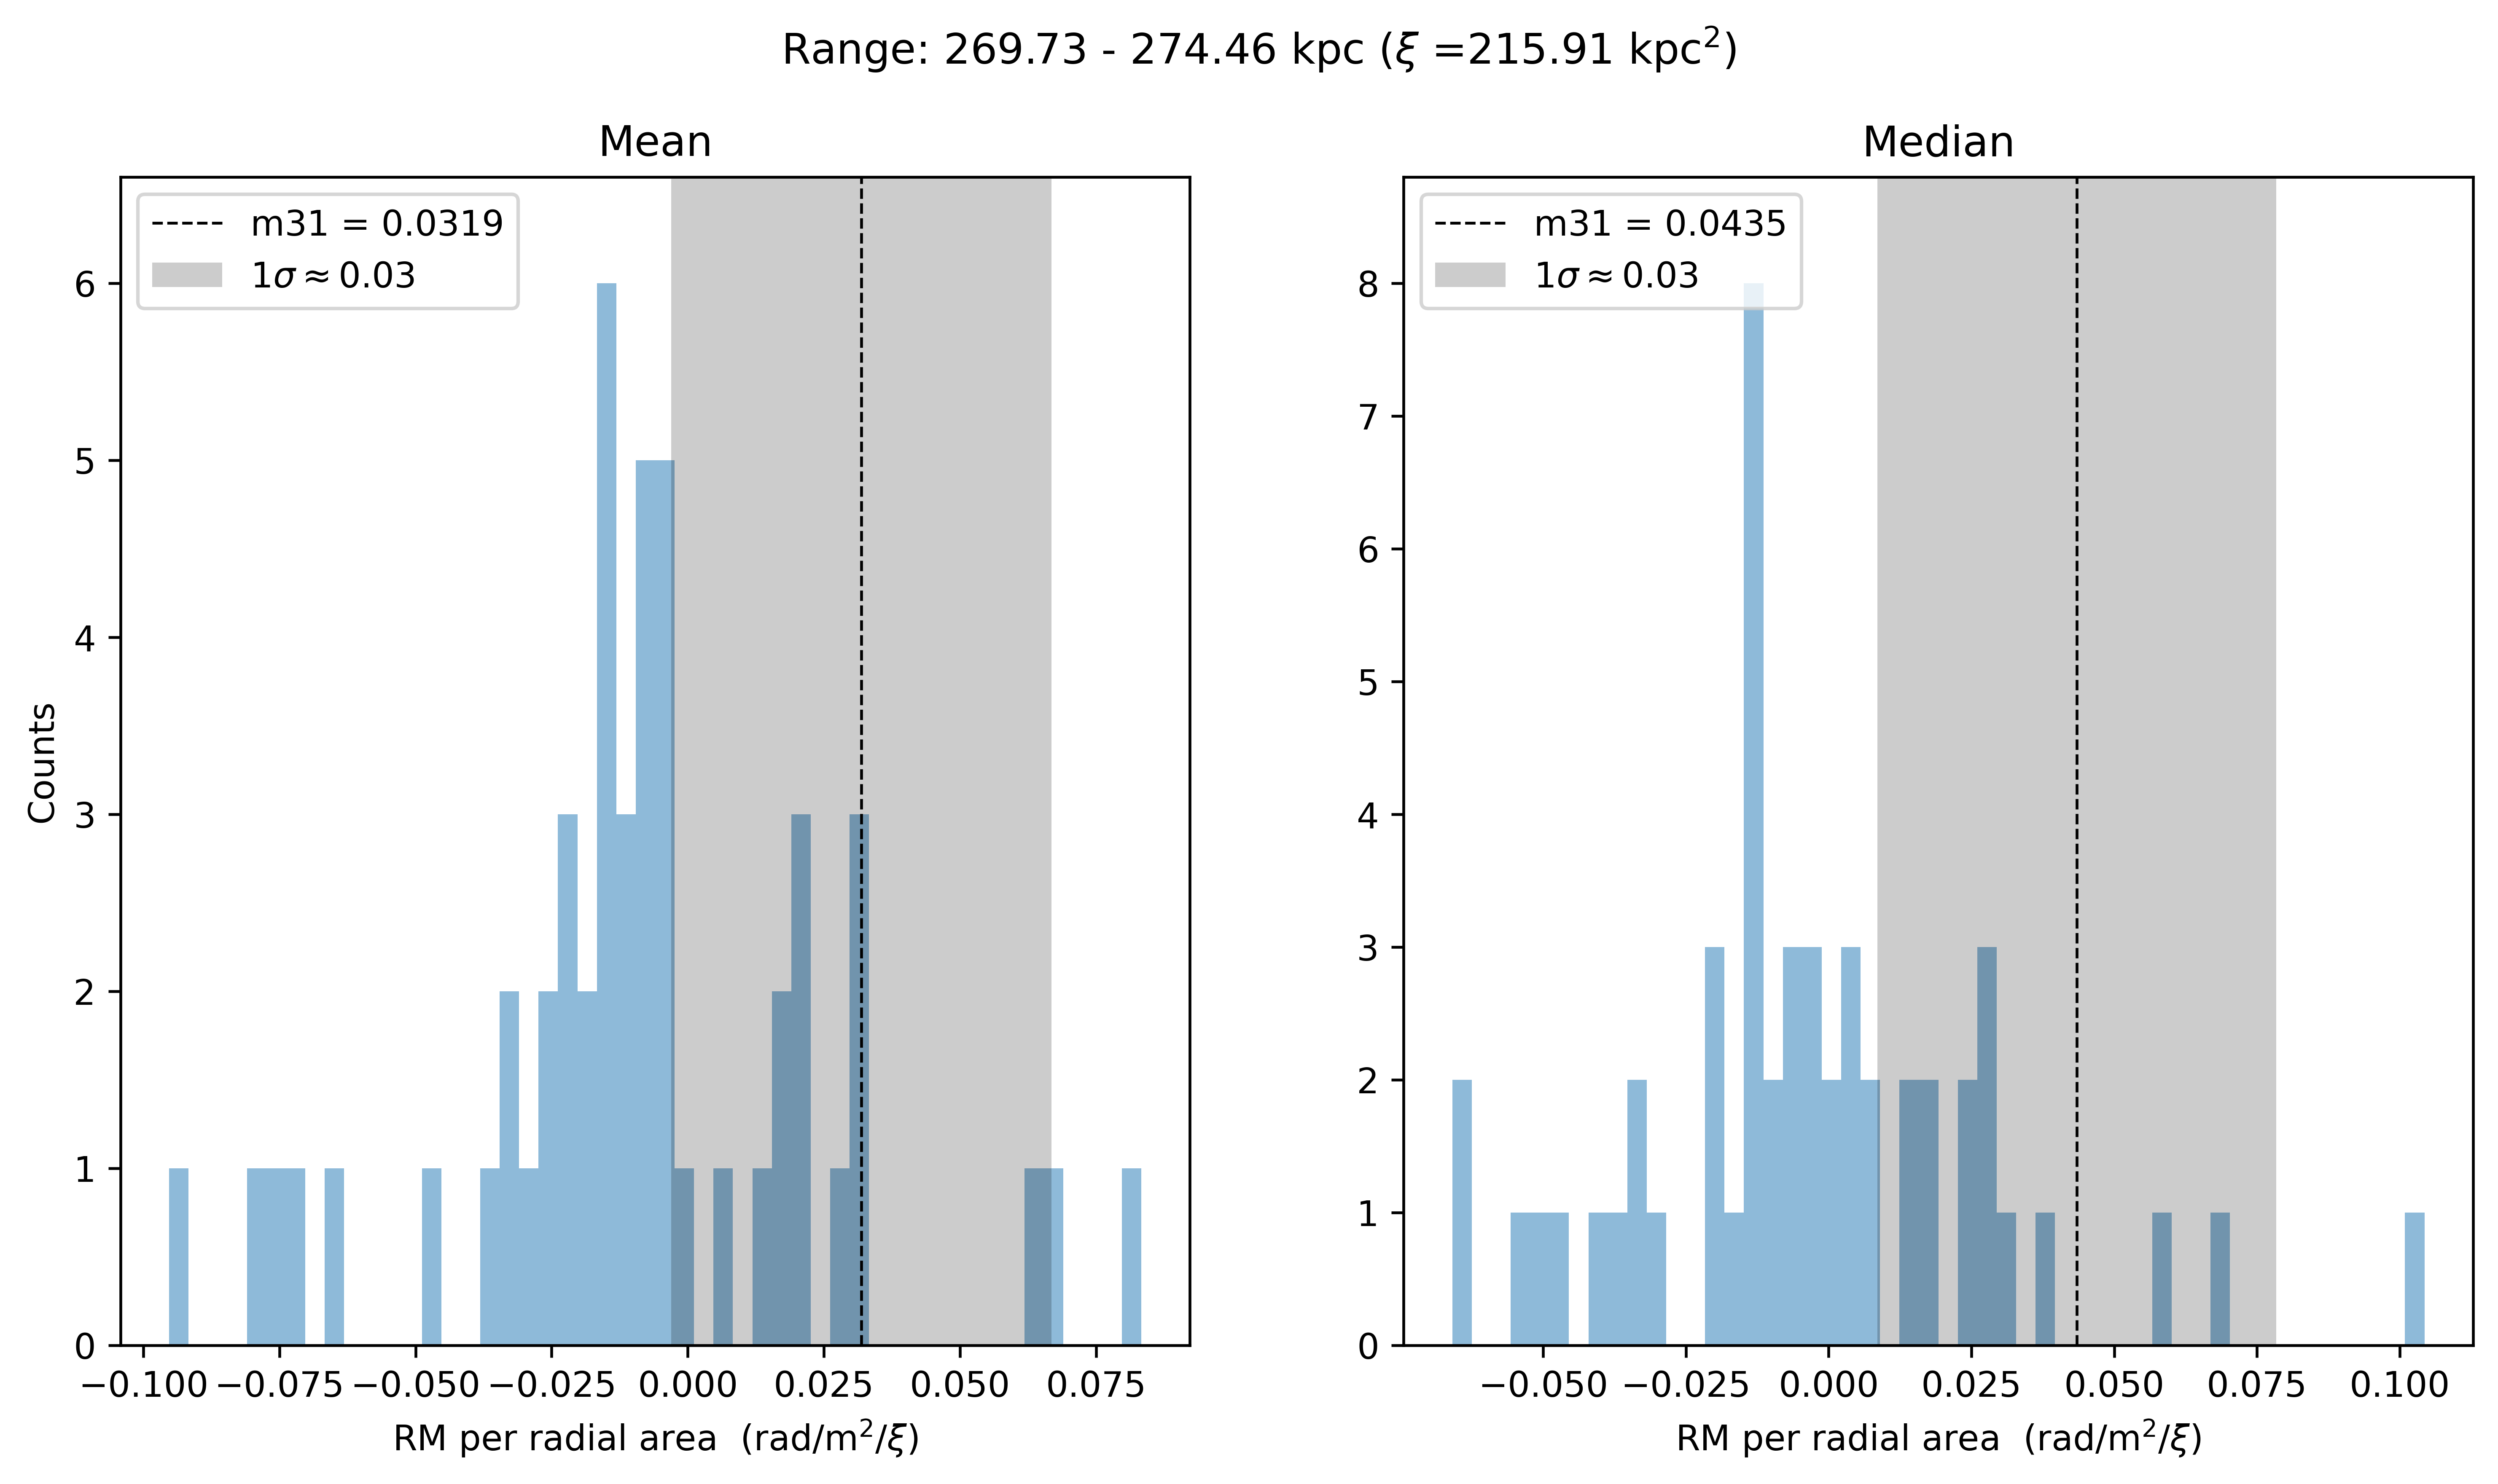 Range: 269.73 - 274.46 kpc (ξ =215.91 kpc²)
Mean
m31 = 0.0319
1σ ≈ 0.03
6
5
4
3
2
1
0
Counts
−0.100 −0.075 −0.050 −0.025 0.000 0.025 0.050 0.075
RM per radial area (rad/m²/ξ)
Median
m31 = 0.0435
1σ ≈ 0.03
8
7
6
5
4
3
2
1
0
−0.050 −0.025 0.000 0.025 0.050 0.075 0.100
RM per radial area (rad/m²/ξ)